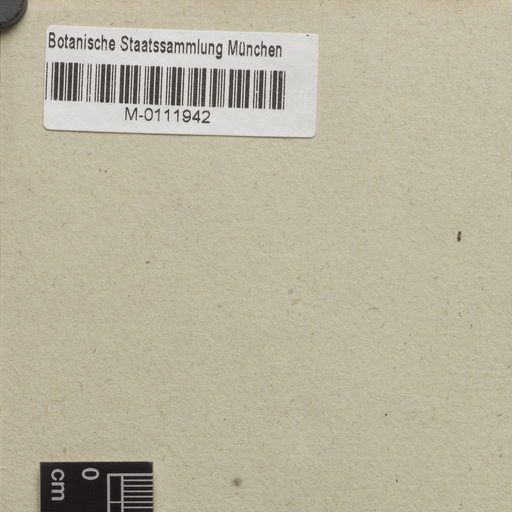 Botanische Staatssammlung München
M-0111942
0
cm